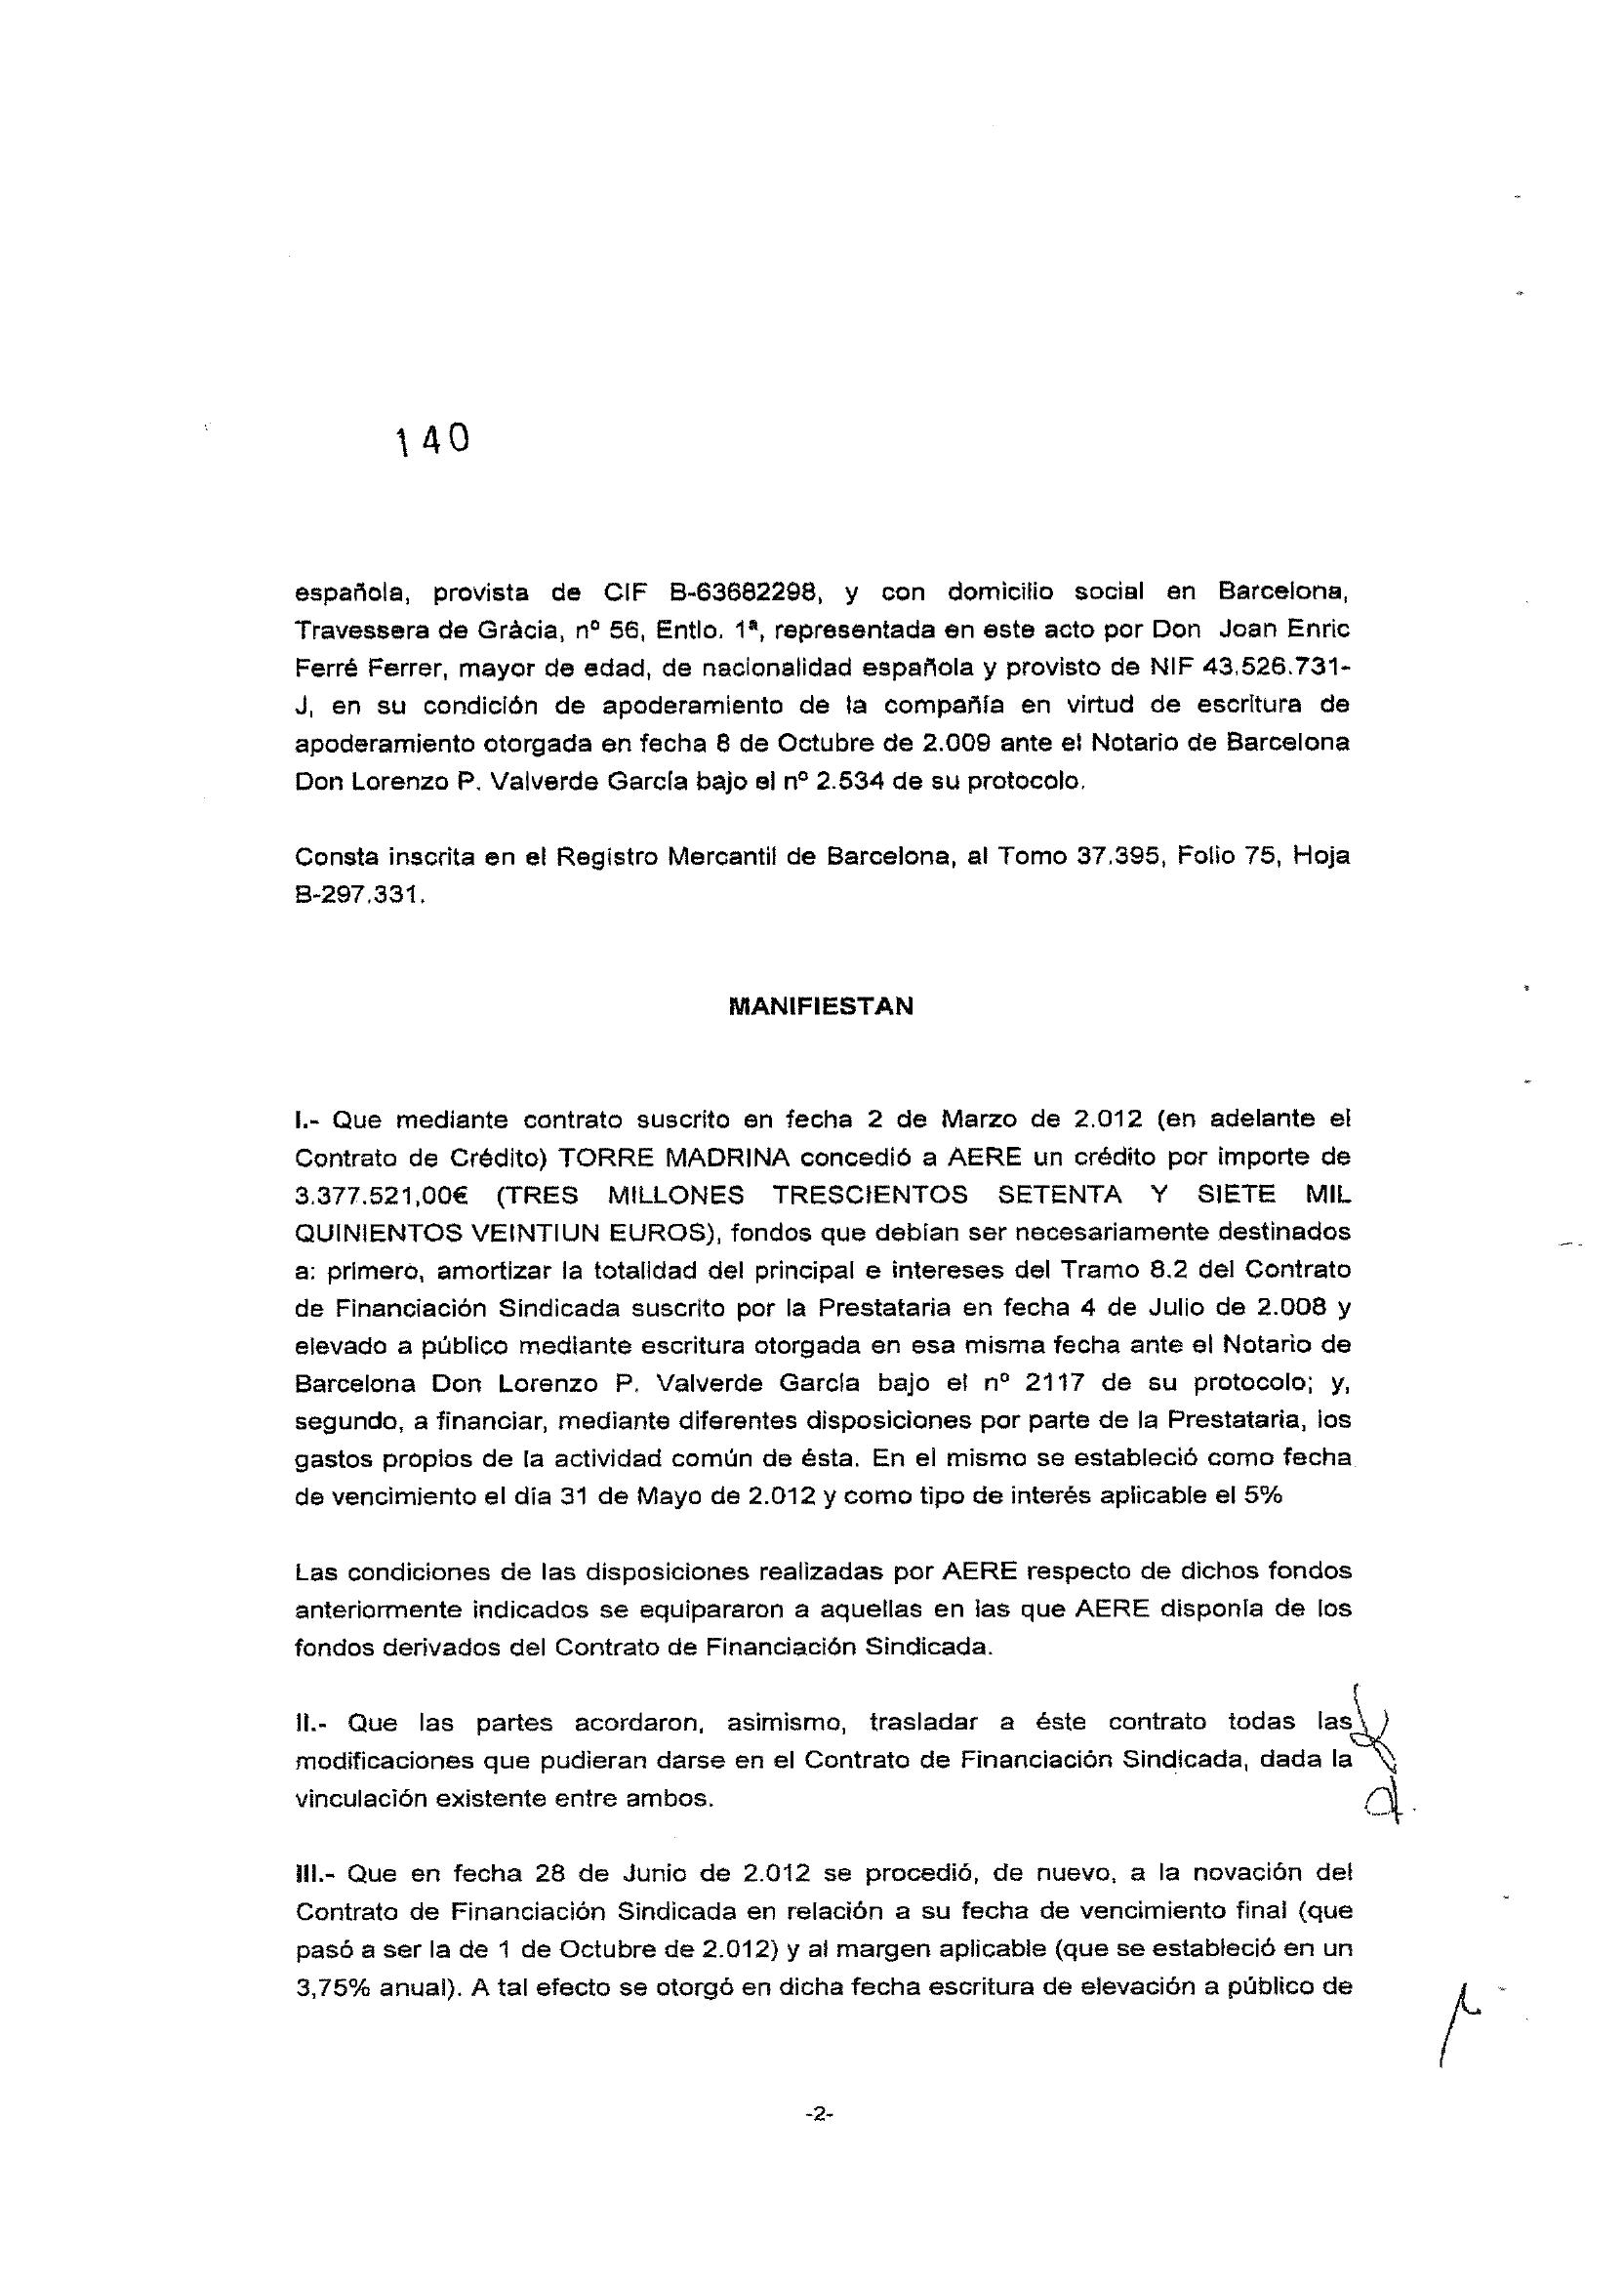 140
española, provista de CIF B-63682298, y con domicilio social en Barcelona,
Travessera de Gràcia, nº 56, Entlo. 1ª, representada en este acto por Don Joan Enric
Ferré Ferrer, mayor de edad, de nacionalidad española y provisto de NIF 43.526.731-
J, en su condición de apoderamiento de la compañía en virtud de escritura de
apoderamiento otorgada en fecha 8 de Octubre de 2.009 ante el Notario de Barcelona
Don Lorenzo P. Valverde García bajo el nº 2.534 de su protocolo.
Consta inscrita en el Registro Mercantil de Barcelona, al Tomo 37.395, Folio 75, Hoja
B-297.331.
MANIFIESTAN
I.- Que mediante contrato suscrito en fecha 2 de Marzo de 2.012 (en adelante el
Contrato de Crédito) TORRE MADRINA concedió a AERE un crédito por importe de
3.377.521,00€ (TRES MILLONES TRESCIENTOS SETENTA Y SIETE MIL
QUINIENTOS VEINTIUN EUROS), fondos que debían ser necesariamente destinados
a: primero, amortizar la totalidad del principal e intereses del Tramo 8.2 del Contrato
de Financiación Sindicada suscrito por la Prestataria en fecha 4 de Julio de 2.008 y
elevado a público mediante escritura otorgada en esa misma fecha ante el Notario de
Barcelona Don Lorenzo P. Valverde García bajo el nº 2117 de su protocolo; y,
segundo, a financiar, mediante diferentes disposiciones por parte de la Prestataria, los
gastos propios de la actividad común de ésta. En el mismo se estableció como fecha
de vencimiento el día 31 de Mayo de 2.012 y como tipo de interés aplicable el 5%
Las condiciones de las disposiciones realizadas por AERE respecto de dichos fondos
anteriormente indicados se equipararon a aquellas en las que AERE disponía de los
fondos derivados del Contrato de Financiación Sindicada.
II.- Que las partes acordaron, asimismo, trasladar a éste contrato todas las
modificaciones que pudieran darse en el Contrato de Financiación Sindicada, dada la
vinculación existente entre ambos.
III.- Que en fecha 28 de Junio de 2.012 se procedió, de nuevo, a la novación del
Contrato de Financiación Sindicada en relación a su fecha de vencimiento final (que
pasó a ser la de 1 de Octubre de 2.012) y al margen aplicable (que se estableció en un
3,75% anual). A tal efecto se otorgó en dicha fecha escritura de elevación a público de
-2-